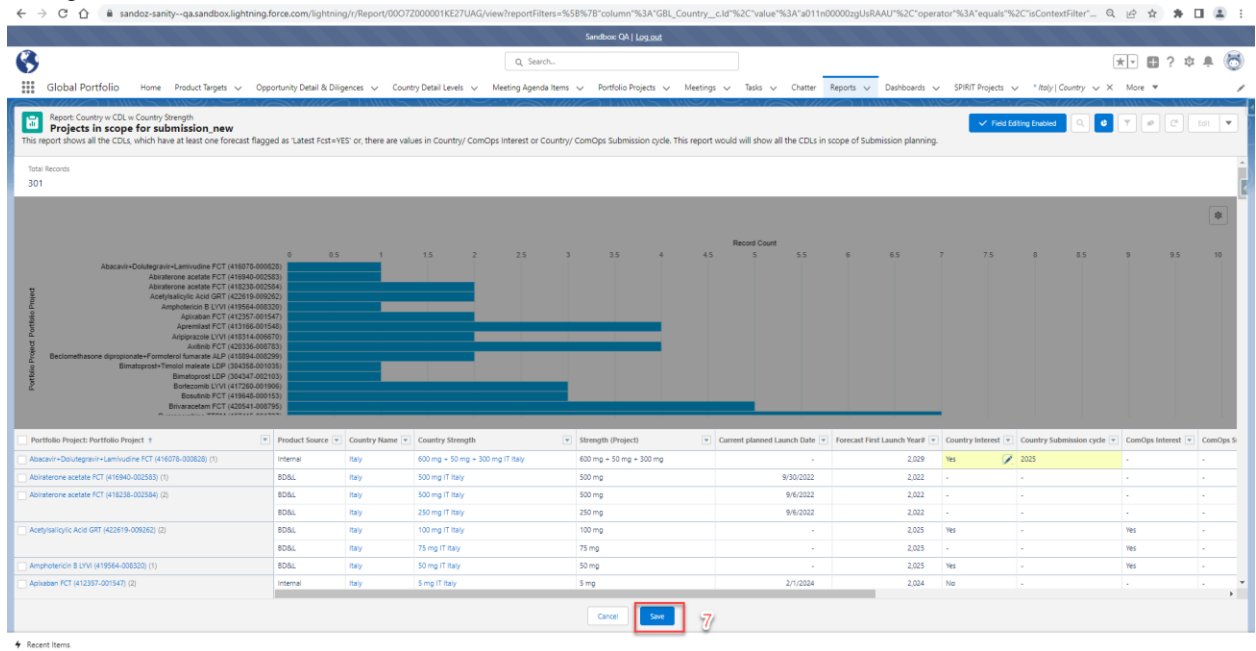 sandoz-sanity--qa.sandbox.lightning.force.com/lightning/r/Report/00O7Z000001KE27UAG/view?reportFilters=%5B%7B"column"%3A"GBL_Country__c.Id"%2C"value"%3A"a011n00000zgUsRAAU"%2C"operator"%3A"equals"%2C"isContextFilter"...
Sandbox: QA | Log out
Search...
Global Portfolio Home Product Targets Opportunity Detail & Diligences Country Detail Levels Meeting Agenda Items Portfolio Projects Meetings Tasks Chatter Reports Dashboards SPIRIT Projects * Italy | Country More
Report: Country w CDL w Country Strength
Projects in scope for submission_new
Field Editing Enabled
Edit
This report shows all the CDLs, which have at least one forecast flagged as 'Latest Fcst=YES' or, there are values in Country/ ComOps Interest or Country/ ComOps Submission cycle. This report would will show all the CDLs in scope of Submission planning.
Total Records
301
Record Count
0 0.5 1 1.5 2 2.5 3 3.5 4 4.5 5 5.5 6 6.5 7 7.5 8 8.5 9 9.5 10
Portfolio Project: Portfolio Project
Abacavir+Dolutegravir+Lamivudine FCT (416078-000828)
Abiraterone acetate FCT (416940-002583)
Abiraterone acetate FCT (418238-002584)
Acetylsalicylic Acid GRT (422619-009262)
Amphotericin B LYVI (419564-008320)
Apixaban FCT (412357-001547)
Apremilast FCT (413166-001548)
Aripiprazole LYVI (418314-006670)
Axitinib FCT (420336-008783)
Beclomethasone dipropionate+Formoterol fumarate ALP (418894-008299)
Bimatoprost+Timolol maleate LDP (304358-001035)
Bimatoprost LDP (304347-002103)
Bortezomib LYVI (417280-001906)
Bosutinib FCT (419648-000153)
Brivaracetam FCT (420541-008795)
Portfolio Project: Portfolio Project ↑ Product Source Country Name Country Strength Strength (Project) Current planned Launch Date Forecast First Launch Year# Country Interest Country Submission cycle ComOps Interest ComOps S
Abacavir+Dolutegravir+Lamivudine FCT (416078-000828) (1) Internal Italy 600 mg + 50 mg + 300 mg IT Italy 600 mg + 50 mg + 300 mg - 2,029 Yes 2025 - -
Abiraterone acetate FCT (416940-002583) (1) BD&L Italy 500 mg IT Italy 500 mg 9/30/2022 2,022 - - - -
Abiraterone acetate FCT (418238-002584) (2) BD&L Italy 500 mg IT Italy 500 mg 9/6/2022 2,022 - - - -
BD&L Italy 250 mg IT Italy 250 mg 9/6/2022 2,022 - - - -
Acetylsalicylic Acid GRT (422619-009262) (2) BD&L Italy 100 mg IT Italy 100 mg - 2,025 Yes - Yes -
BD&L Italy 75 mg IT Italy 75 mg - 2,025 - - Yes -
Amphotericin B LYVI (419564-008320) (1) BD&L Italy 50 mg IT Italy 50 mg - 2,025 Yes - Yes -
Apixaban FCT (412357-001547) (2) Internal Italy 5 mg IT Italy 5 mg 2/1/2024 2,024 No - - -
Cancel Save 7
Recent Items